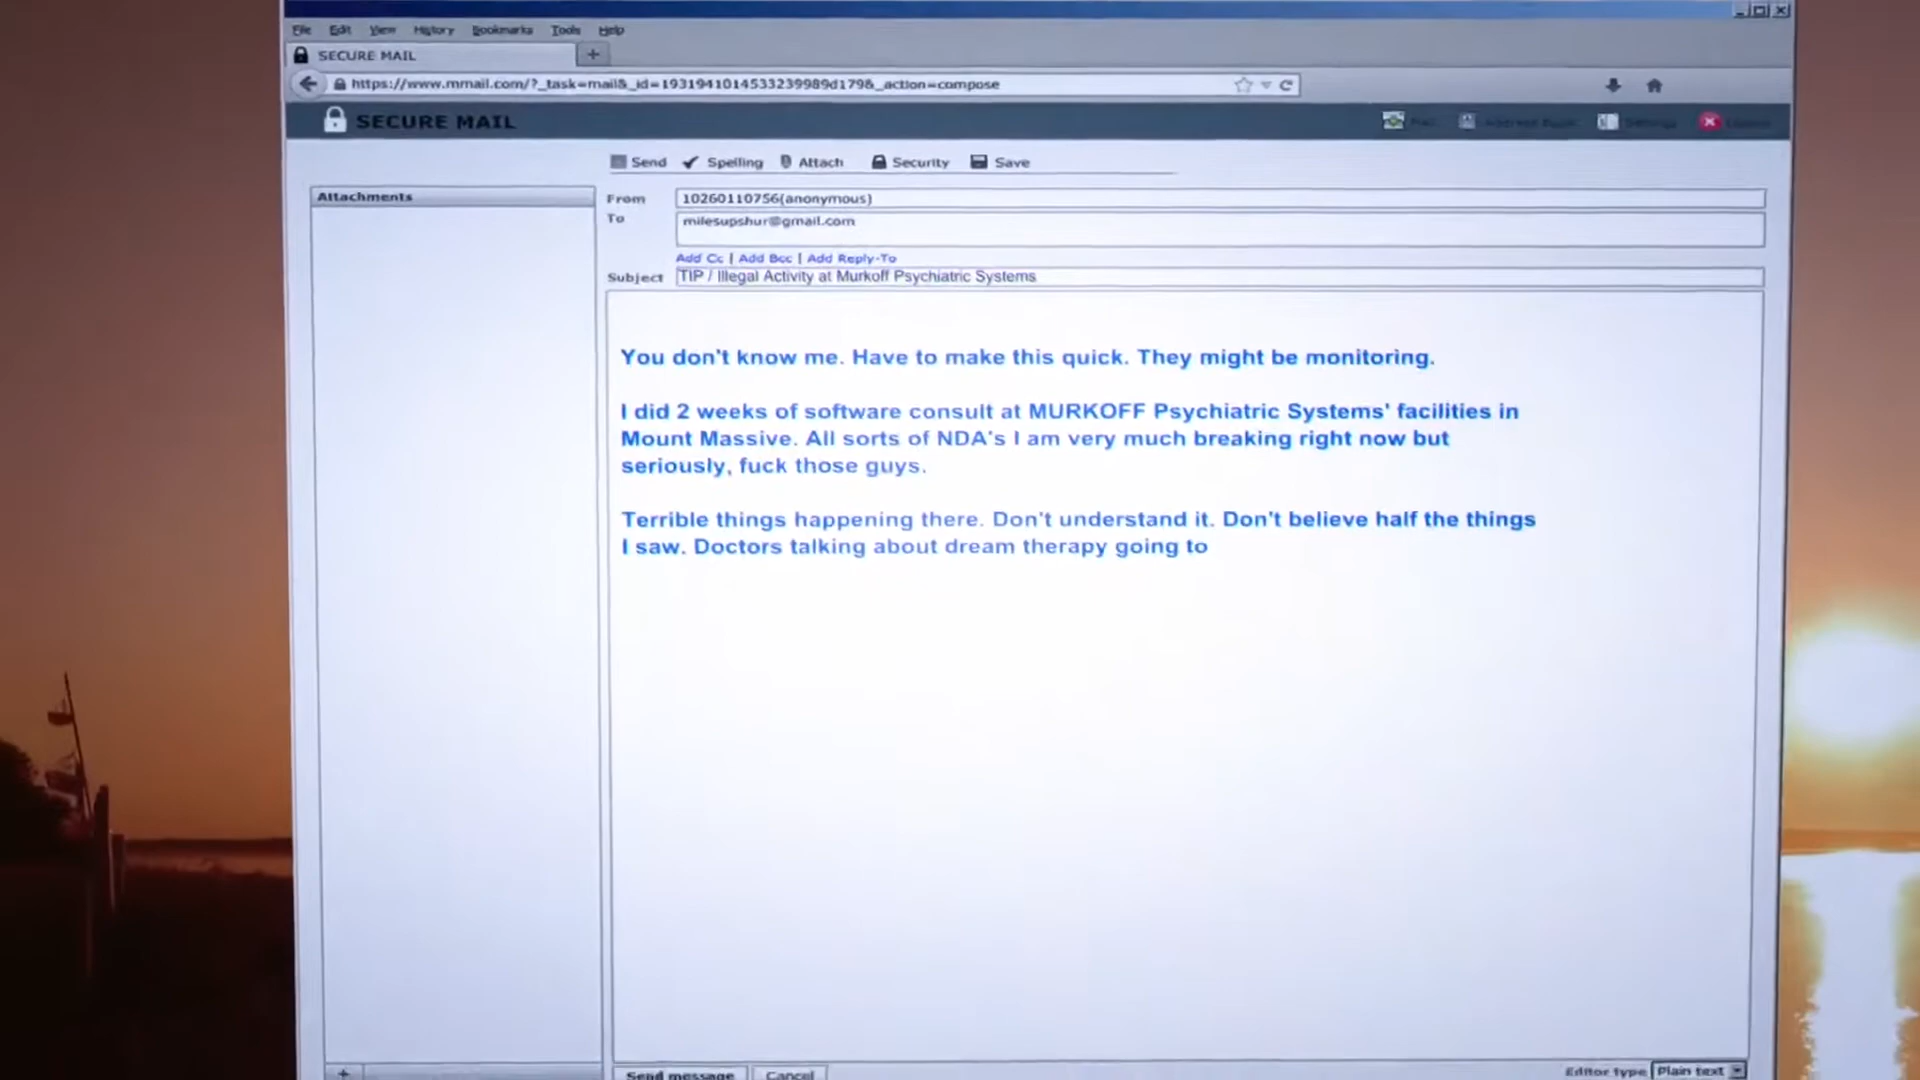 File Edit View History Bookmarks Tools Help
SECURE MAIL +
https://www.mmail.com/?_task=mail&_id=1931941014533239989d179&_action=compose
SECURE MAIL
Send Spelling Attach Security Save
Attachments
From 10260110756(anonymous)
To milesupshur@gmail.com
Add Cc | Add Bcc | Add Reply-To
Subject TIP / Illegal Activity at Murkoff Psychiatric Systems
You don't know me. Have to make this quick. They might be monitoring.
I did 2 weeks of software consult at MURKOFF Psychiatric Systems' facilities in
Mount Massive. All sorts of NDA's I am very much breaking right now but
seriously, fuck those guys.
Terrible things happening there. Don't understand it. Don't believe half the things
I saw. Doctors talking about dream therapy going to
+ Send message Cancel Editor type Plain text